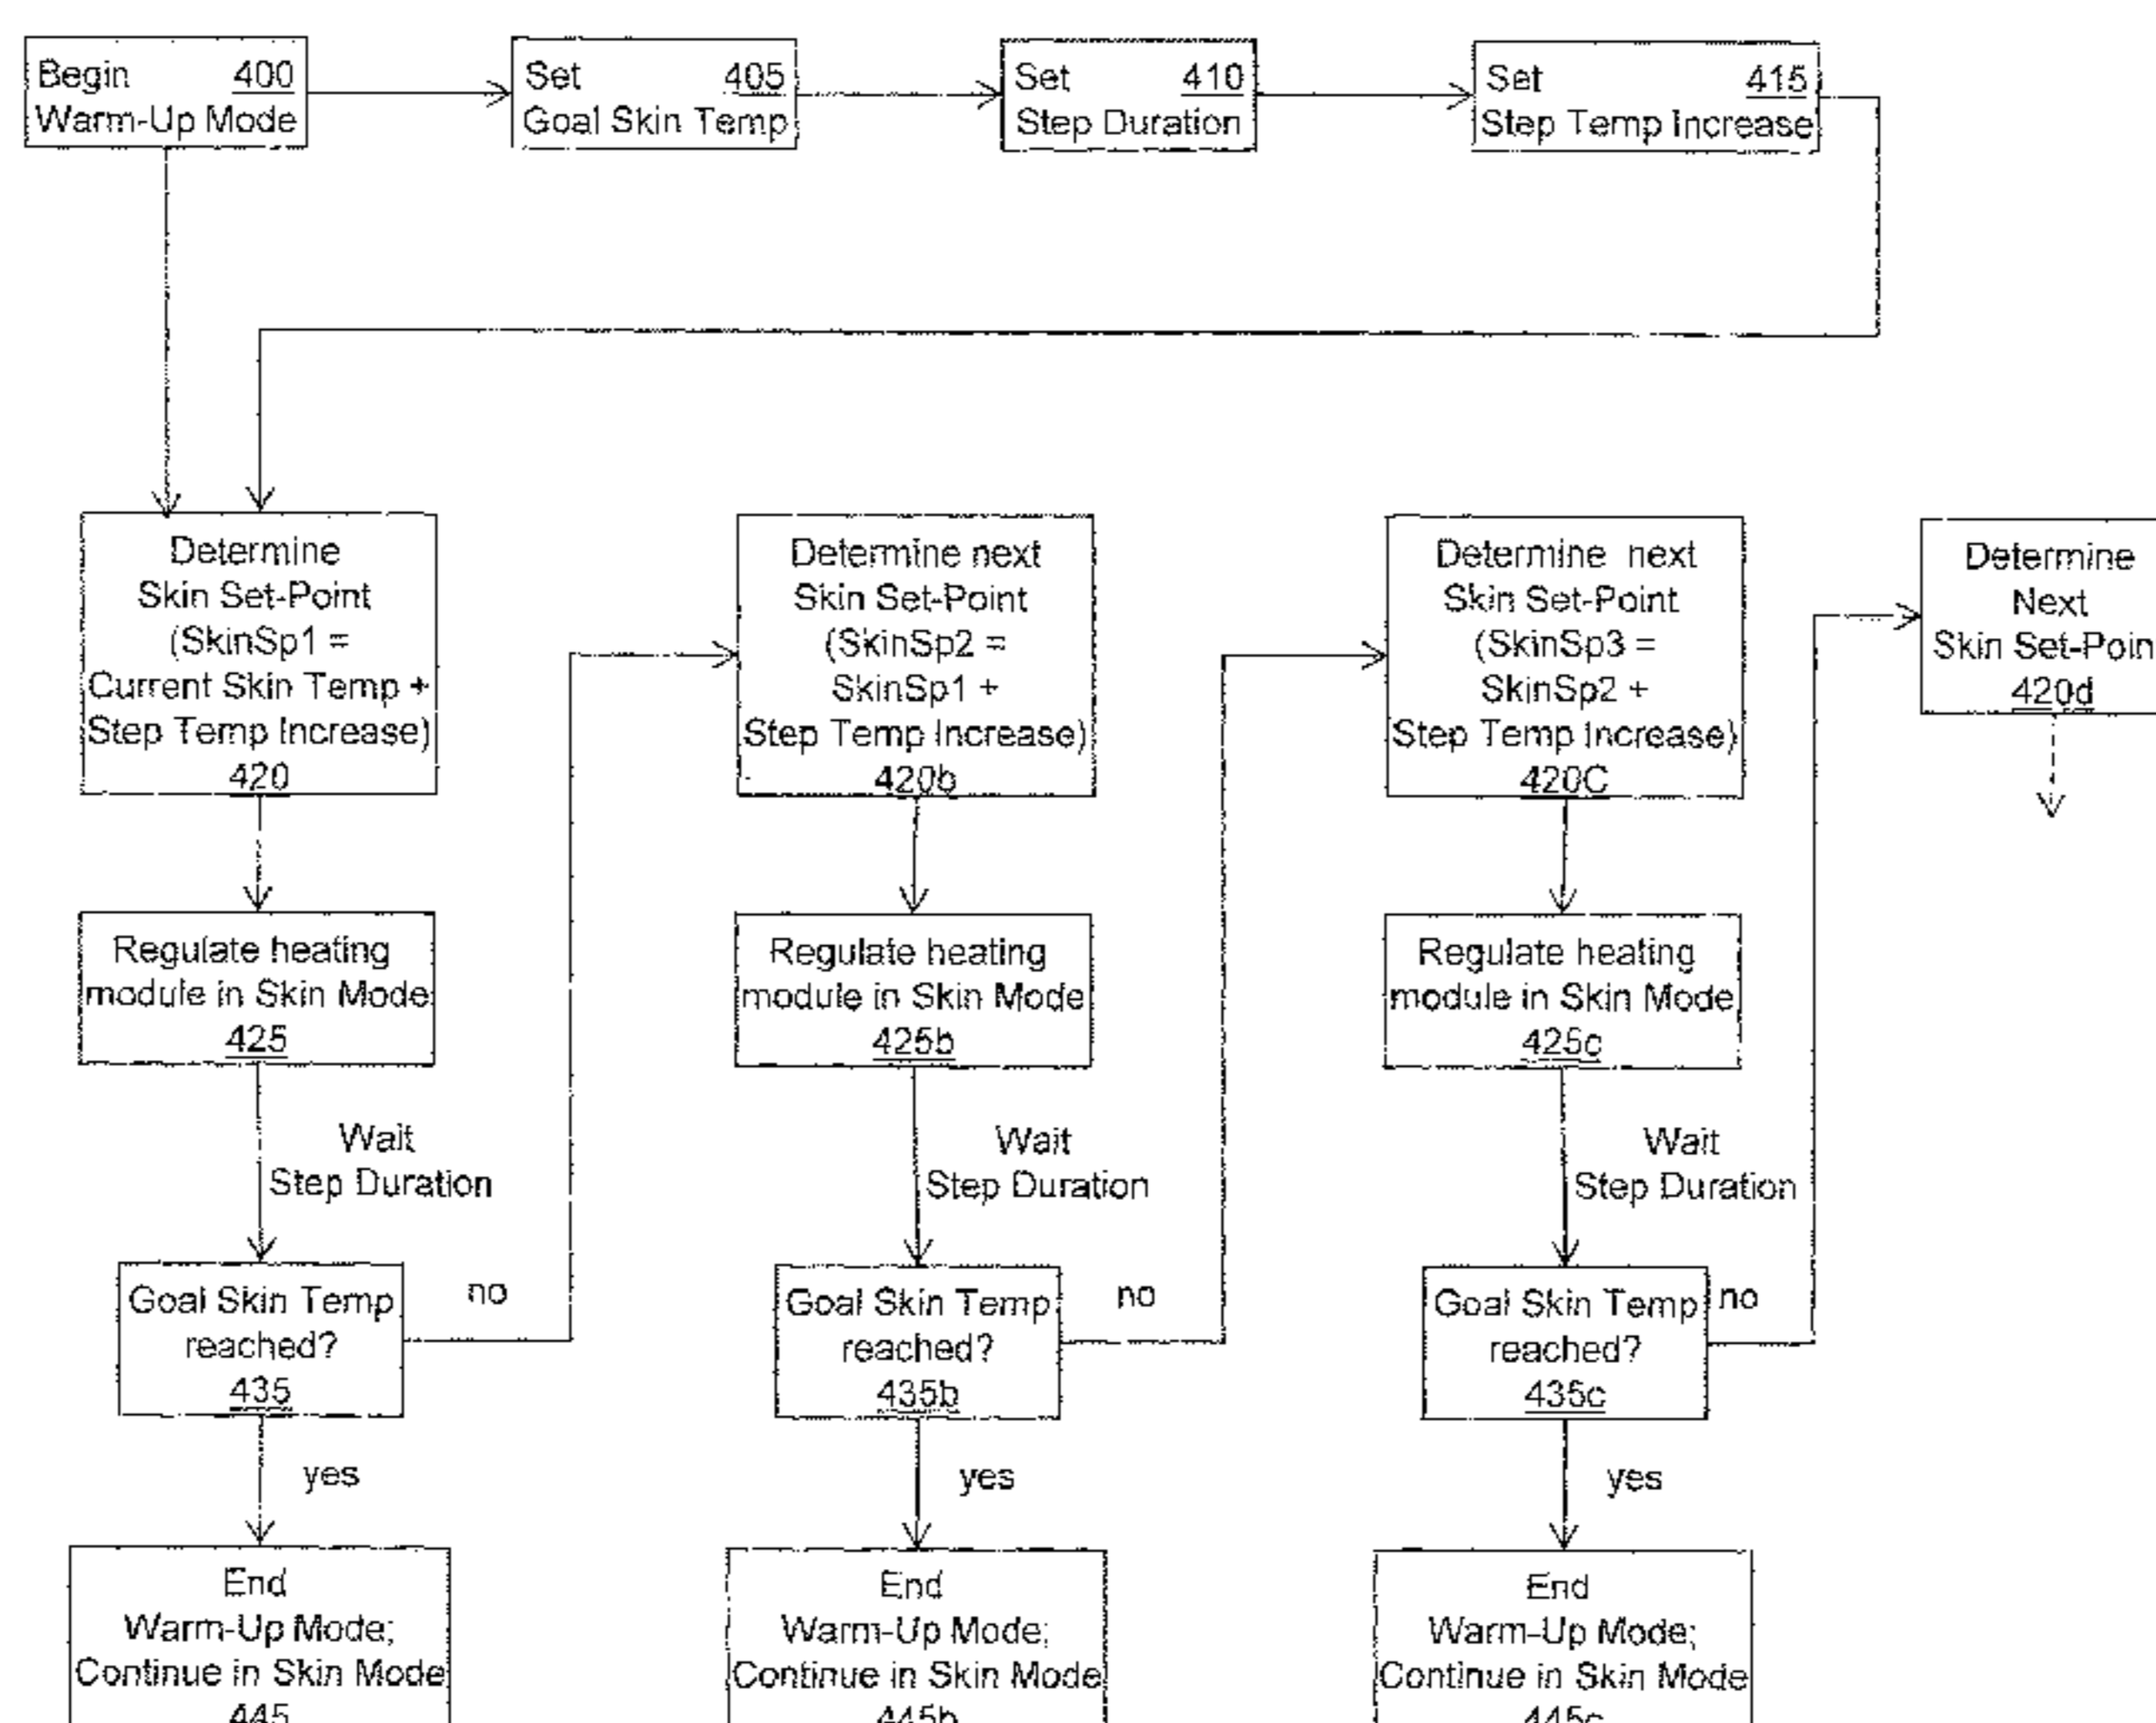 Begin 400
Warm-Up Mode
Set 405
Goal Skin Temp
Set 410
Step Duration
Set 415
Step Temp Increase
Determine
Skin Set-Point
(SkinSp1 =
Current Skin Temp +
Step Temp Increase)
420
Determine next
Skin Set-Point
(SkinSp2 =
SkinSp1 +
Step Temp Increase)
420b
Determine next
Skin Set-Point
(SkinSp3 =
SkinSp2 +
Step Temp Increase)
420C
Determine
Next
Skin Set-Poin
420d
Regulate heating
module in Skin Mode
425
Regulate heating
module in Skin Mode
425b
Regulate heating
module in Skin Mode
425c
Wait
Step Duration
Wait
Step Duration
Wait
Step Duration
Goal Skin Temp
reached?
435
no
Goal Skin Temp
reached?
435b
no
Goal Skin Temp
reached?
435c
no
yes
yes
yes
End
Warm-Up Mode;
Continue in Skin Mode
445
End
Warm-Up Mode;
Continue in Skin Mode
445b
End
Warm-Up Mode;
Continue in Skin Mode
445c